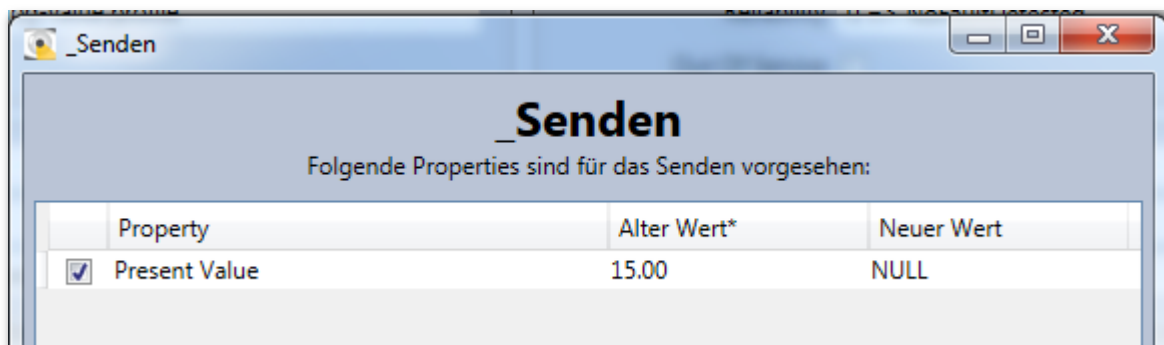 _Senden
_Senden
Folgende Properties sind für das Senden vorgesehen:
Property Alter Wert* Neuer Wert
Present Value 15.00 NULL